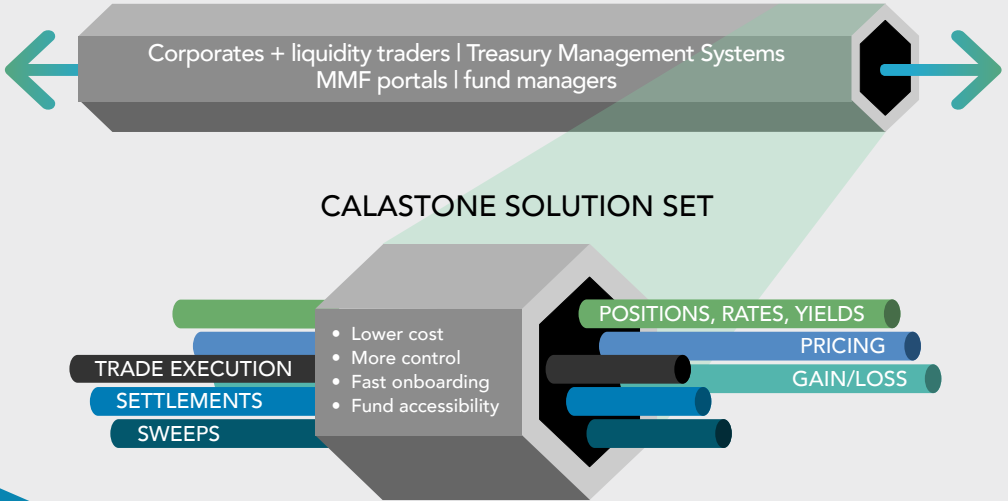 Corporates + liquidity traders | Treasury Management Systems
MMF portals | fund managers
CALASTONE SOLUTION SET
• Lower cost
• More control
• Fast onboarding
• Fund accessibility
TRADE EXECUTION
SETTLEMENTS
SWEEPS
POSITIONS, RATES, YIELDS
PRICING
GAIN/LOSS